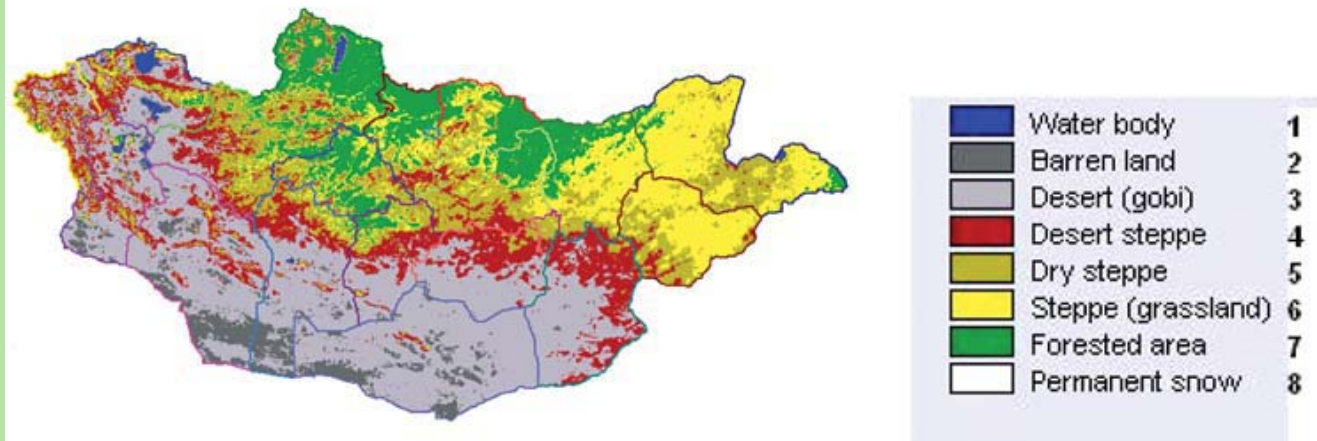 Water body 1
Barren land 2
Desert (gobi) 3
Desert steppe 4
Dry steppe 5
Steppe (grassland) 6
Forested area 7
Permanent snow 8